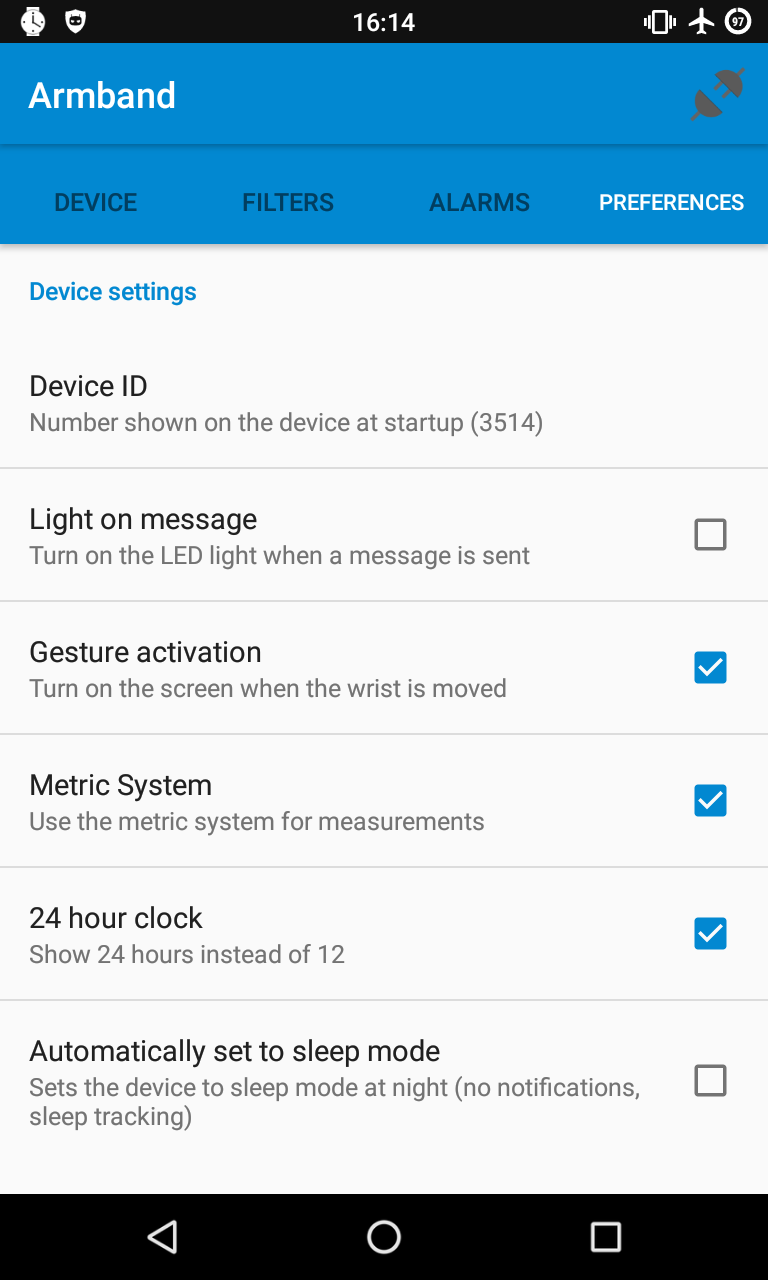 16:14
97
Armband
DEVICE FILTERS ALARMS PREFERENCES
Device settings
Device ID
Number shown on the device at startup (3514)
Light on message
Turn on the LED light when a message is sent
Gesture activation
Turn on the screen when the wrist is moved
Metric System
Use the metric system for measurements
24 hour clock
Show 24 hours instead of 12
Automatically set to sleep mode
Sets the device to sleep mode at night (no notifications,
sleep tracking)